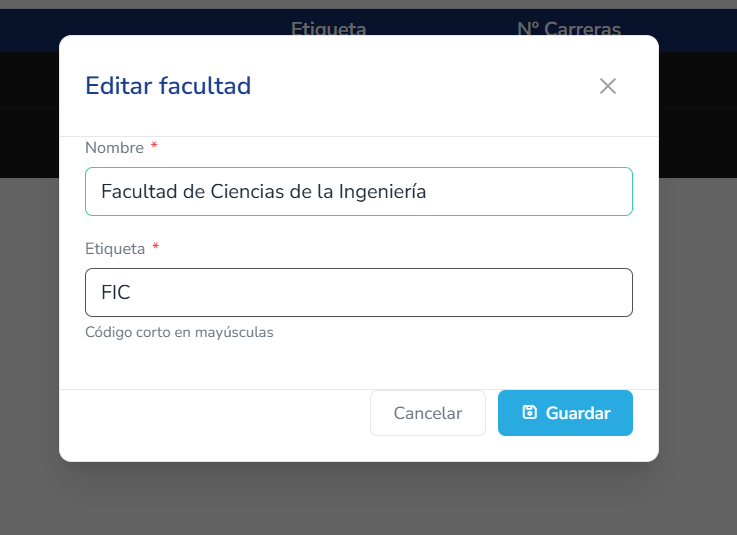 Etiqueta Nº Carreras
Editar facultad
Nombre *
Facultad de Ciencias de la Ingeniería
Etiqueta *
FIC
Código corto en mayúsculas
Cancelar Guardar